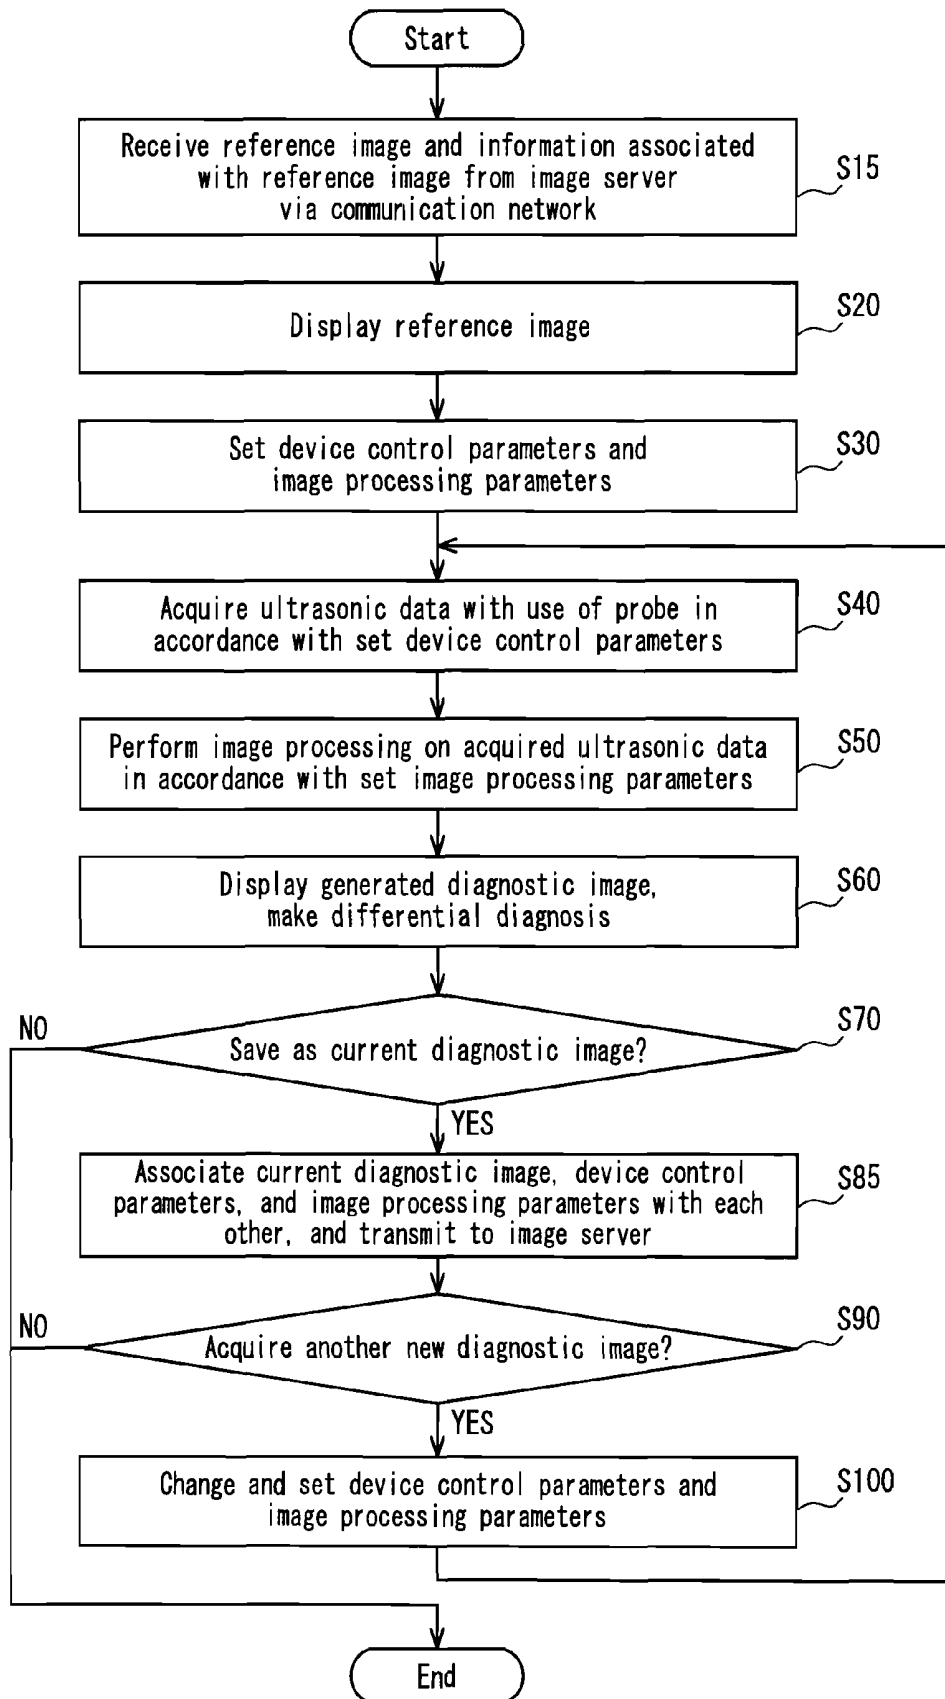 Start
Receive reference image and information associated
with reference image from image server
via communication network
S15
Display reference image
S20
Set device control parameters and
image processing parameters
S30
Acquire ultrasonic data with use of probe in
accordance with set device control parameters
S40
Perform image processing on acquired ultrasonic data
in accordance with set image processing parameters
S50
Display generated diagnostic image,
make differential diagnosis
S60
NO
Save as current diagnostic image?
S70
YES
Associate current diagnostic image, device control
parameters, and image processing parameters with each
other, and transmit to image server
S85
NO
Acquire another new diagnostic image?
S90
YES
Change and set device control parameters and
image processing parameters
S100
End